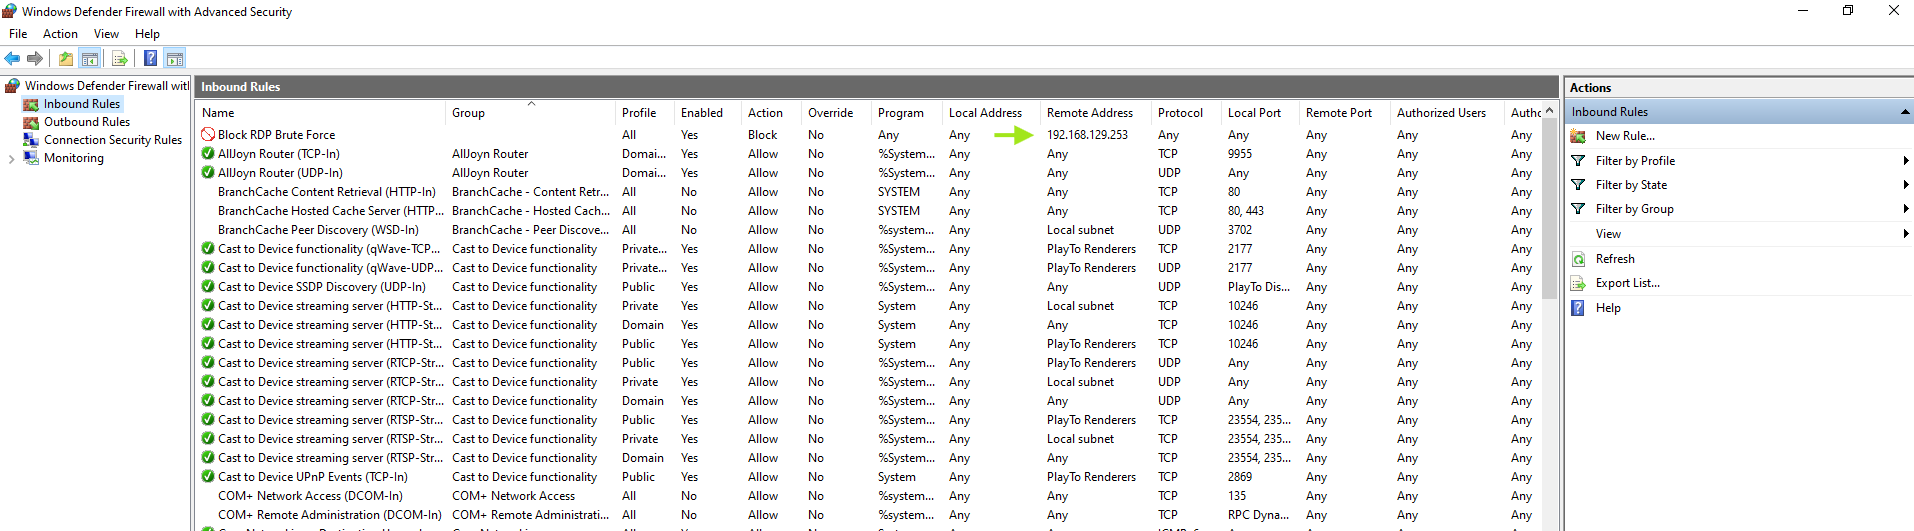 Windows Defender Firewall with Advanced Security
File Action View Help
Windows Defender Firewall with
Inbound Rules
Outbound Rules
Connection Security Rules
Monitoring
Inbound Rules
Name Group Profile Enabled Action Override Program Local Address Remote Address Protocol Local Port Remote Port Authorized Users Autho
Block RDP Brute Force All Yes Block No Any Any 192.168.129.253 Any Any Any Any Any
AllJoyn Router (TCP-In) AllJoyn Router Domai... Yes Allow No %System... Any Any TCP 9955 Any Any Any
AllJoyn Router (UDP-In) AllJoyn Router Domai... Yes Allow No %System... Any Any UDP Any Any Any Any
BranchCache Content Retrieval (HTTP-In) BranchCache - Content Retr... All No Allow No SYSTEM Any Any TCP 80 Any Any Any
BranchCache Hosted Cache Server (HTTP... BranchCache - Hosted Cach... All No Allow No SYSTEM Any Any TCP 80, 443 Any Any Any
BranchCache Peer Discovery (WSD-In) BranchCache - Peer Discove... All No Allow No %system... Any Local subnet UDP 3702 Any Any Any
Cast to Device functionality (qWave-TCP... Cast to Device functionality Private... Yes Allow No %System... Any PlayTo Renderers TCP 2177 Any Any Any
Cast to Device functionality (qWave-UDP... Cast to Device functionality Private... Yes Allow No %System... Any PlayTo Renderers UDP 2177 Any Any Any
Cast to Device SSDP Discovery (UDP-In) Cast to Device functionality Public Yes Allow No %System... Any Any UDP PlayTo Dis... Any Any Any
Cast to Device streaming server (HTTP-St... Cast to Device functionality Private Yes Allow No System Any Local subnet TCP 10246 Any Any Any
Cast to Device streaming server (HTTP-St... Cast to Device functionality Domain Yes Allow No System Any Any TCP 10246 Any Any Any
Cast to Device streaming server (HTTP-St... Cast to Device functionality Public Yes Allow No System Any PlayTo Renderers TCP 10246 Any Any Any
Cast to Device streaming server (RTCP-Str... Cast to Device functionality Public Yes Allow No %System... Any PlayTo Renderers UDP Any Any Any Any
Cast to Device streaming server (RTCP-Str... Cast to Device functionality Private Yes Allow No %System... Any Local subnet UDP Any Any Any Any
Cast to Device streaming server (RTCP-Str... Cast to Device functionality Domain Yes Allow No %System... Any Any UDP Any Any Any Any
Cast to Device streaming server (RTSP-Str... Cast to Device functionality Public Yes Allow No %System... Any PlayTo Renderers TCP 23554, 235... Any Any Any
Cast to Device streaming server (RTSP-Str... Cast to Device functionality Private Yes Allow No %System... Any Local subnet TCP 23554, 235... Any Any Any
Cast to Device streaming server (RTSP-Str... Cast to Device functionality Domain Yes Allow No %System... Any Any TCP 23554, 235... Any Any Any
Cast to Device UPnP Events (TCP-In) Cast to Device functionality Public Yes Allow No System Any PlayTo Renderers TCP 2869 Any Any Any
COM+ Network Access (DCOM-In) COM+ Network Access All No Allow No %system... Any Any TCP 135 Any Any Any
COM+ Remote Administration (DCOM-In) COM+ Remote Administrati... All No Allow No %system... Any Any TCP RPC Dyna... Any Any Any
Actions
Inbound Rules
New Rule...
Filter by Profile
Filter by State
Filter by Group
View
Refresh
Export List...
Help